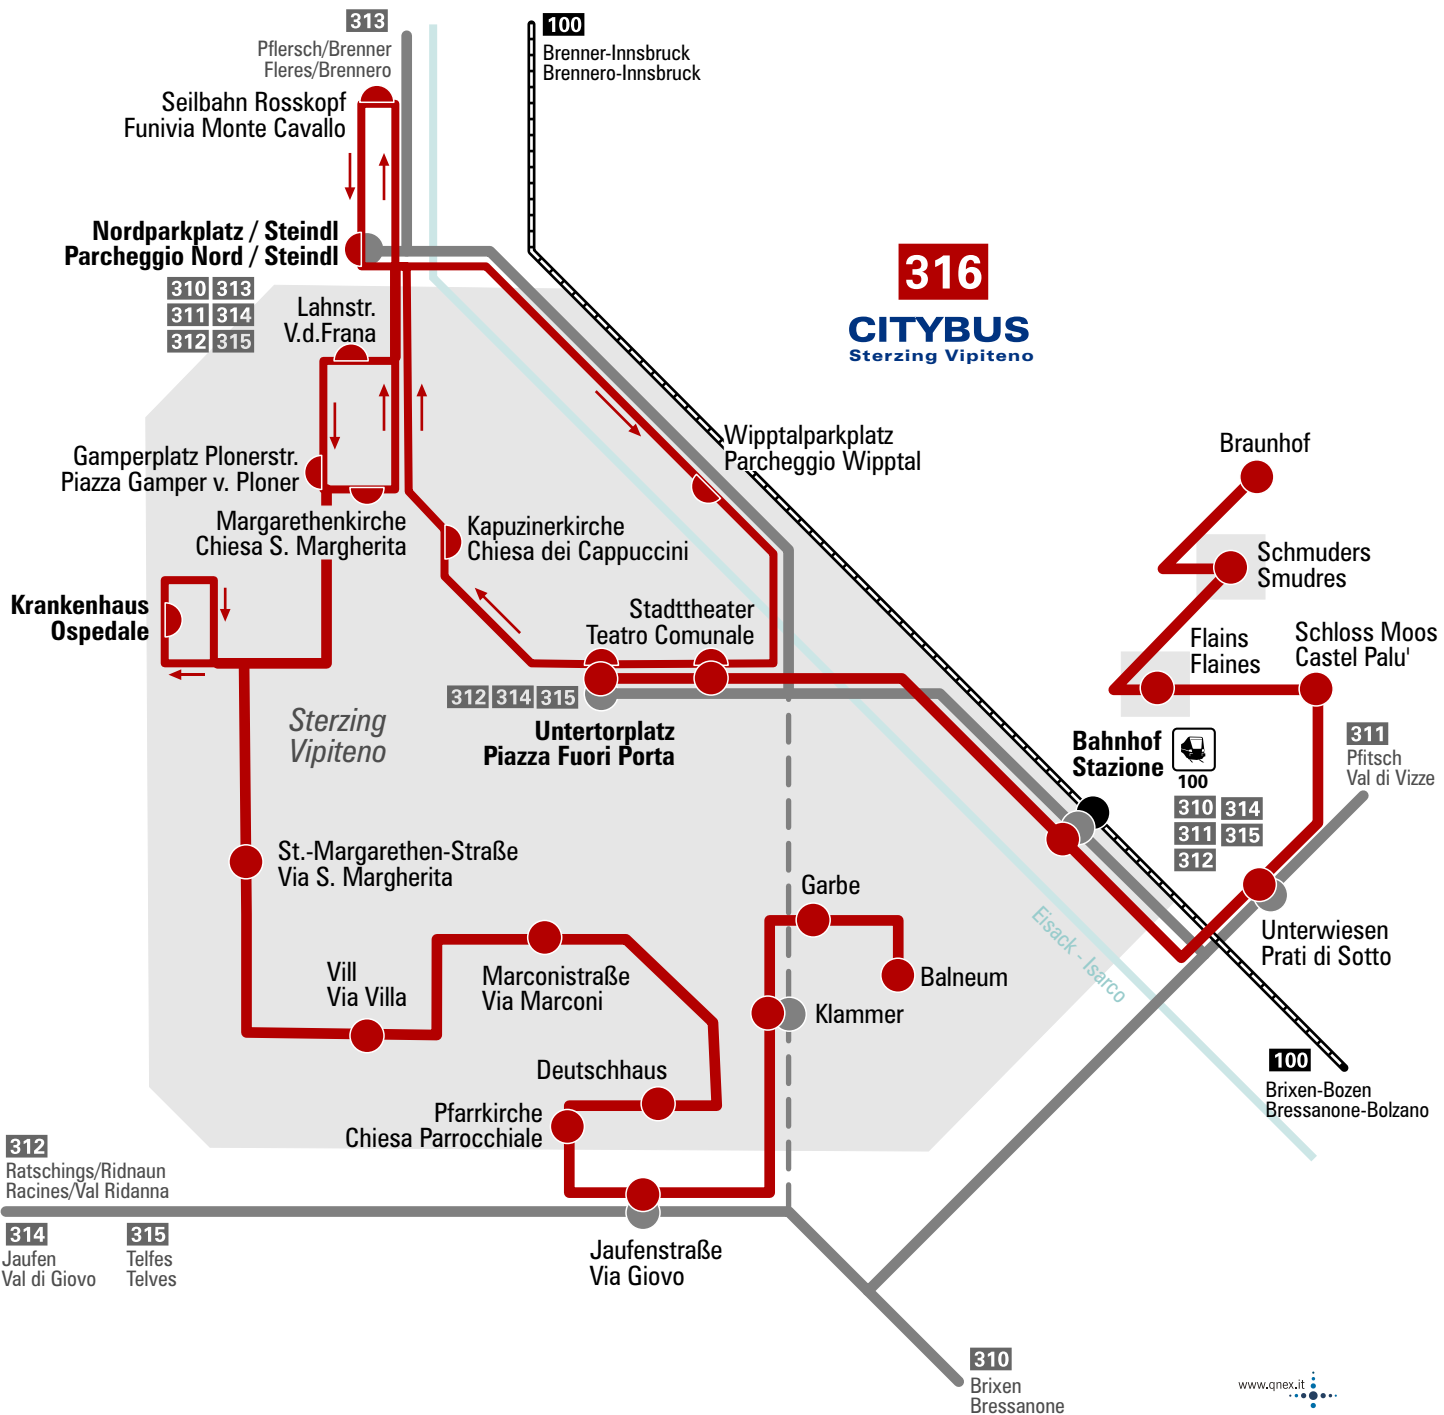 313
Pflersch/Brenner
Fleres/Brennero
100
Brenner-Innsbruck
Brennero-Innsbruck
Seilbahn Rosskopf
Funivia Monte Cavallo
Nordparkplatz / Steindl
Parcheggio Nord / Steindl
310 313
311 314
312 315
316
CITYBUS
Sterzing Vipiteno
Lahnstr.
V.d.Frana
Wipptalparkplatz
Parcheggio Wipptal
Braunhof
Gamperplatz Plonerstr.
Piazza Gamper v. Ploner
Margarethenkirche
Chiesa S. Margherita
Kapuzinerkirche
Chiesa dei Cappuccini
Schmuders
Smudres
Krankenhaus
Ospedale
Stadttheater
Teatro Comunale
Flains
Flaines
Schloss Moos
Castel Palu'
312 314 315
Untertorplatz
Piazza Fuori Porta
Sterzing
Vipiteno
Bahnhof
Stazione
100
310 314
311 315
312
311
Pfitsch
Val di Vizze
St.-Margarethen-Straße
Via S. Margherita
Garbe
Unterwiesen
Prati di Sotto
Eisack - Isarco
Vill
Via Villa
Marconistraße
Via Marconi
Balneum
Klammer
Deutschhaus
Pfarrkirche
Chiesa Parrocchiale
100
Brixen-Bozen
Bressanone-Bolzano
312
Ratschings/Ridnaun
Racines/Val Ridanna
314
Jaufen
Val di Giovo
315
Telfes
Telves
Jaufenstraße
Via Giovo
310
Brixen
Bressanone
www.qnex.it